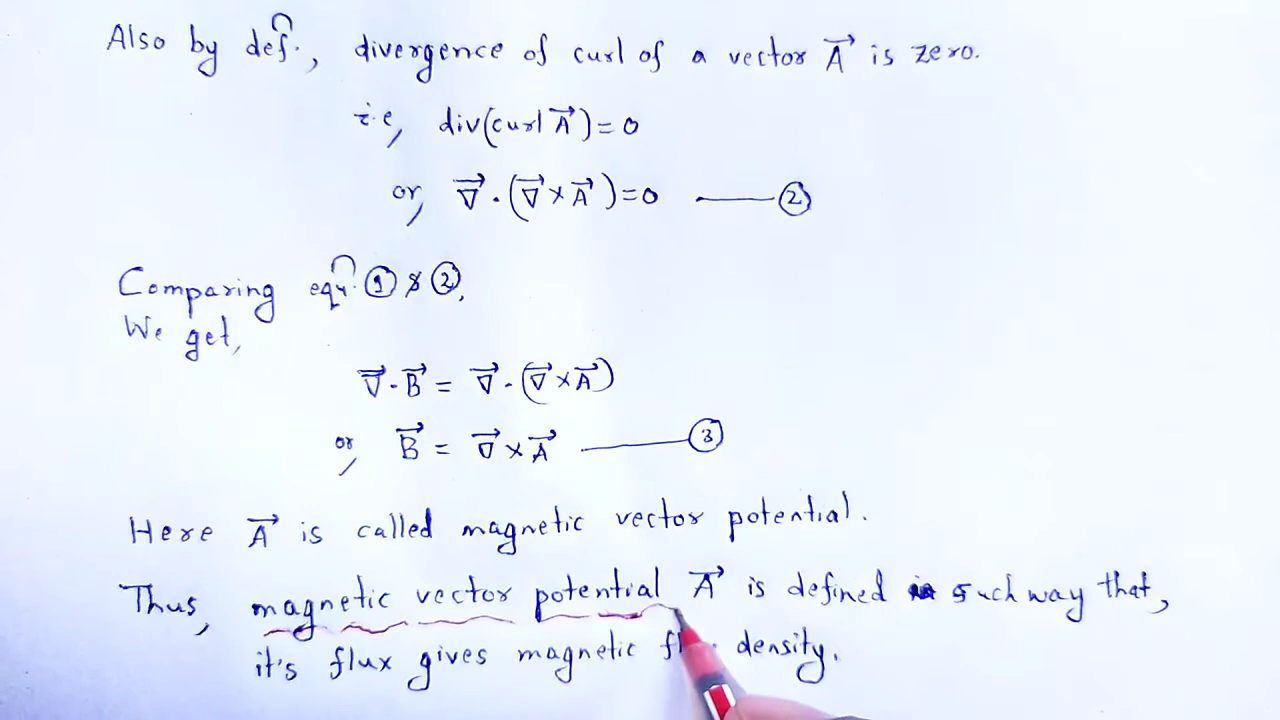 Also by defn., divergence of curl of a vector A⃗ is zero.
i.e, div(curl A⃗) = 0
or, ∇⃗ · (∇⃗ × A⃗) = 0 —— ②
Comparing eqn. ① & ②,
We get,
∇⃗ · B⃗ = ∇⃗ · (∇⃗ × A⃗)
or, B⃗ = ∇⃗ × A⃗ —— ③
Here A⃗ is called magnetic vector potential.
Thus, magnetic vector potential A⃗ is defined such way that,
it's flux gives magnetic density.